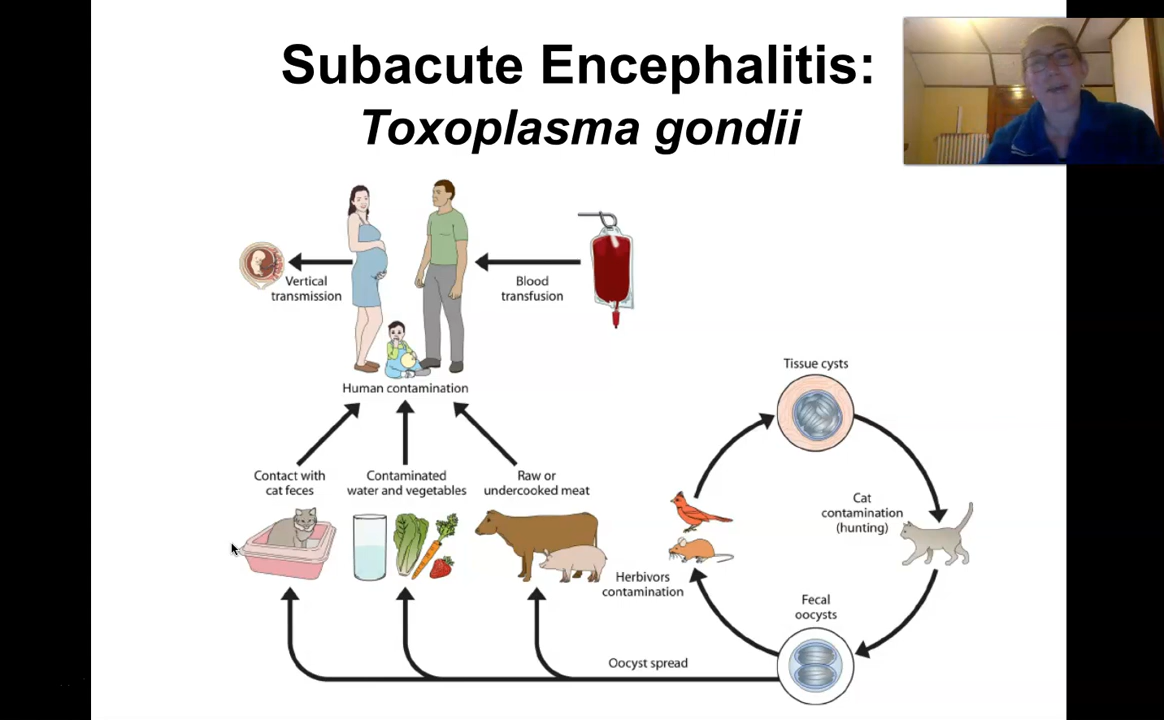 Subacute Encephalitis:
Toxoplasma gondii
Vertical
transmission
Blood
transfusion
Human contamination
Tissue cysts
Contact with
cat feces
Contaminated
water and vegetables
Raw or
undercooked meat
Cat
contamination
(hunting)
Herbivors
contamination
Fecal
oocysts
Oocyst spread